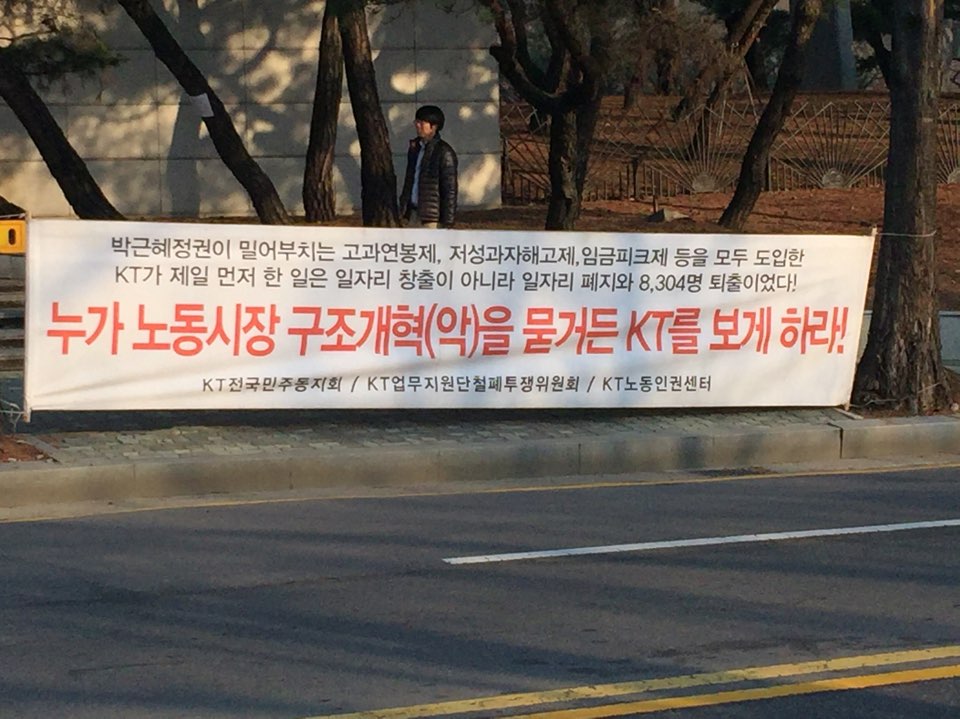 박근혜정권이 밀어부치는 고과연봉제, 저성과자해고제,임금피크제 등을 모두 도입한
KT가 제일 먼저 한 일은 일자리 창출이 아니라 일자리 폐지와 8,304명 퇴출이었다!
누가 노동시장 구조개혁(악)을 묻거든 KT를 보게 하라!
KT전국민주동지회 / KT업무지원단철폐투쟁위원회 / KT노동인권센터